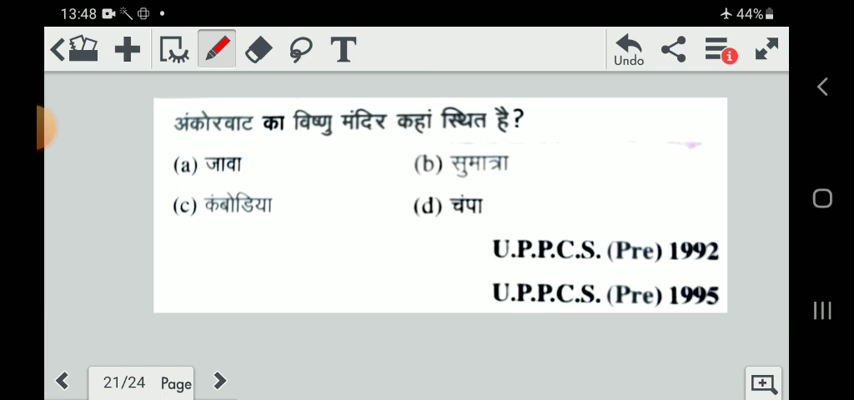 13:48
44%
T
Undo
i
अंकोरवाट का विष्णु मंदिर कहां स्थित है?
(a) जावा (b) सुमात्रा
(c) कंबोडिया (d) चंपा
U.P.P.C.S. (Pre) 1992
U.P.P.C.S. (Pre) 1995
21/24 Page